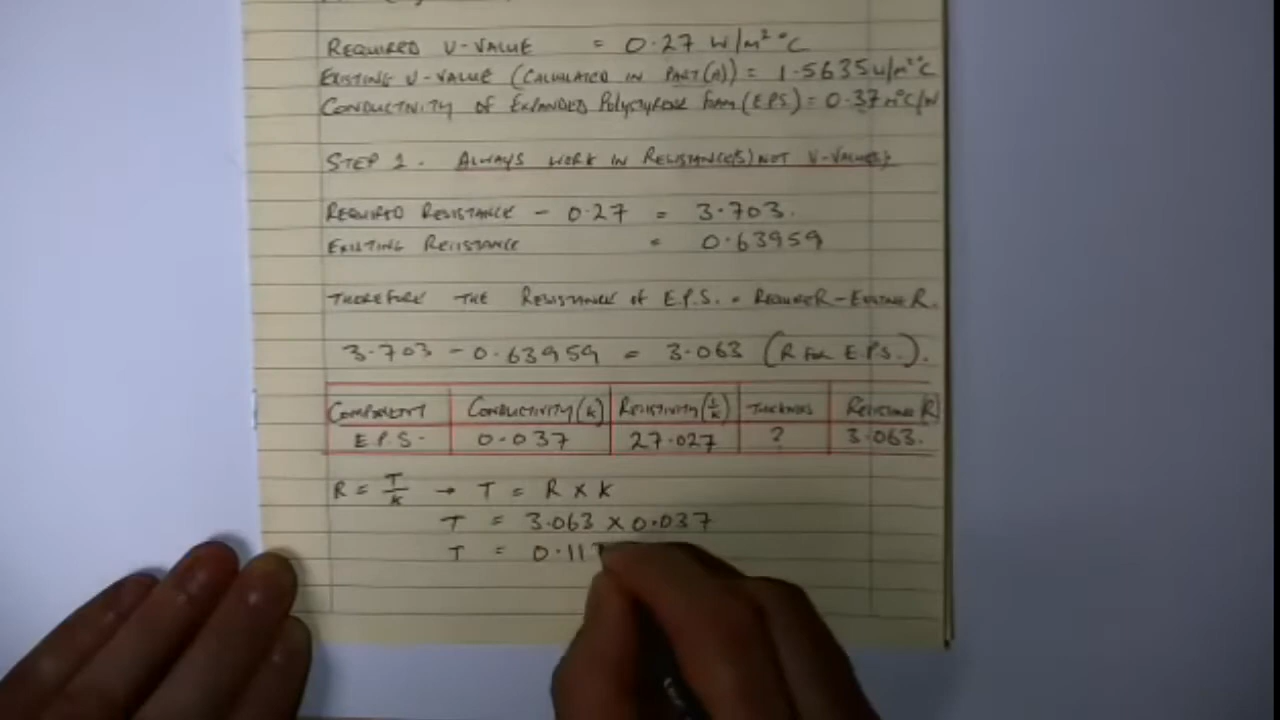 REQUIRED U-VALUE = 0.27 W/m² °C
EXISTING U-VALUE (CALCULATED IN PART(A)) = 1.5635 W/m² °C
CONDUCTIVITY OF EXPANDED POLYSTYRENE FOAM (EPS) = 0.37 m°C/W
STEP 1. ALWAYS WORK IN RESISTANCE(S) NOT U-VALUE(S)
REQUIRED RESISTANCE - 0.27 = 3.703.
EXISTING RESISTANCE = 0.63959
THEREFORE THE RESISTANCE OF E.P.S. = REQUIRE R - EXISTING R.
3.703 - 0.63959 = 3.063 (R FOR E.P.S.).
COMPONENT CONDUCTIVITY (k) RESISTIVITY (1/k) THICKNESS RESISTANCE (R)
E.P.S. 0.037 27.027 ? 3.063.
R = T/k → T = R x k
T = 3.063 x 0.037
T = 0.11